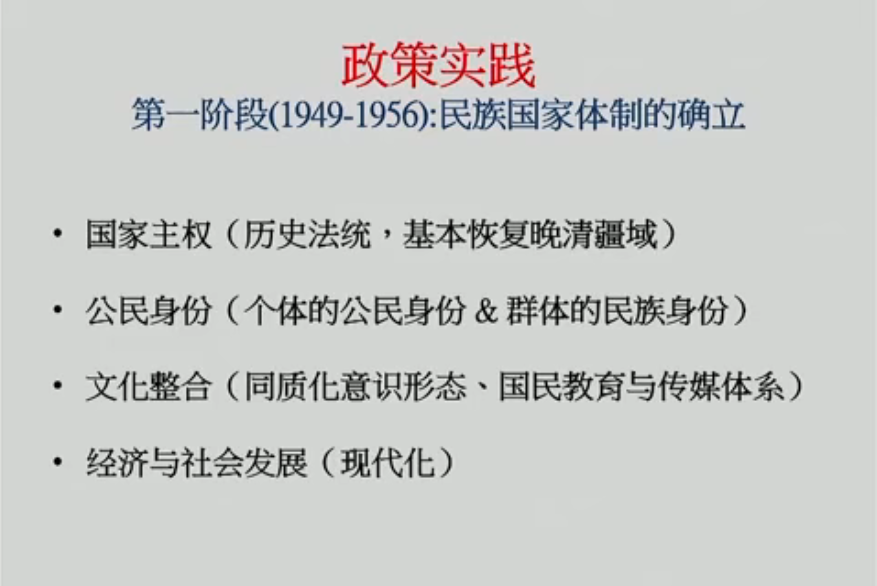 政策实践
第一阶段(1949-1956):民族国家体制的确立
• 国家主权（历史法统，基本恢复晚清疆域）
• 公民身份（个体的公民身份 & 群体的民族身份）
• 文化整合（同质化意识形态、国民教育与传媒体系）
• 经济与社会发展（现代化）